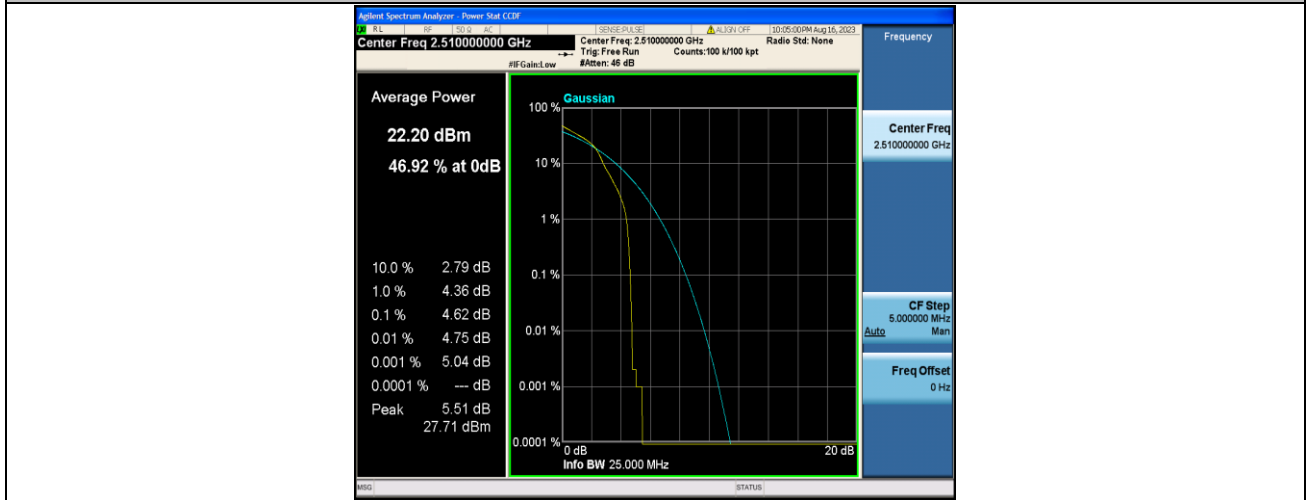 Agilent Spectrum Analyzer - Power Stat CCDF
RL RF 50 Ω AC SENSE:PULSE ALIGN OFF 10:05:00PM Aug 16, 2023
Center Freq 2.510000000 GHz
Center Freq: 2.510000000 GHz Radio Std: None
Trig: Free Run Counts:100 k/100 kpt
#IFGain:Low #Atten: 46 dB
Average Power
22.20 dBm
46.92 % at 0dB
10.0 % 2.79 dB
1.0 % 4.36 dB
0.1 % 4.62 dB
0.01 % 4.75 dB
0.001 % 5.04 dB
0.0001 % --- dB
Peak 5.51 dB
27.71 dBm
Gaussian
100 %
10 %
1 %
0.1 %
0.01 %
0.001 %
0.0001 %
0 dB 20 dB
Info BW 25.000 MHz
Frequency
Center Freq
2.510000000 GHz
CF Step
5.000000 MHz
Auto Man
Freq Offset
0 Hz
MSG STATUS